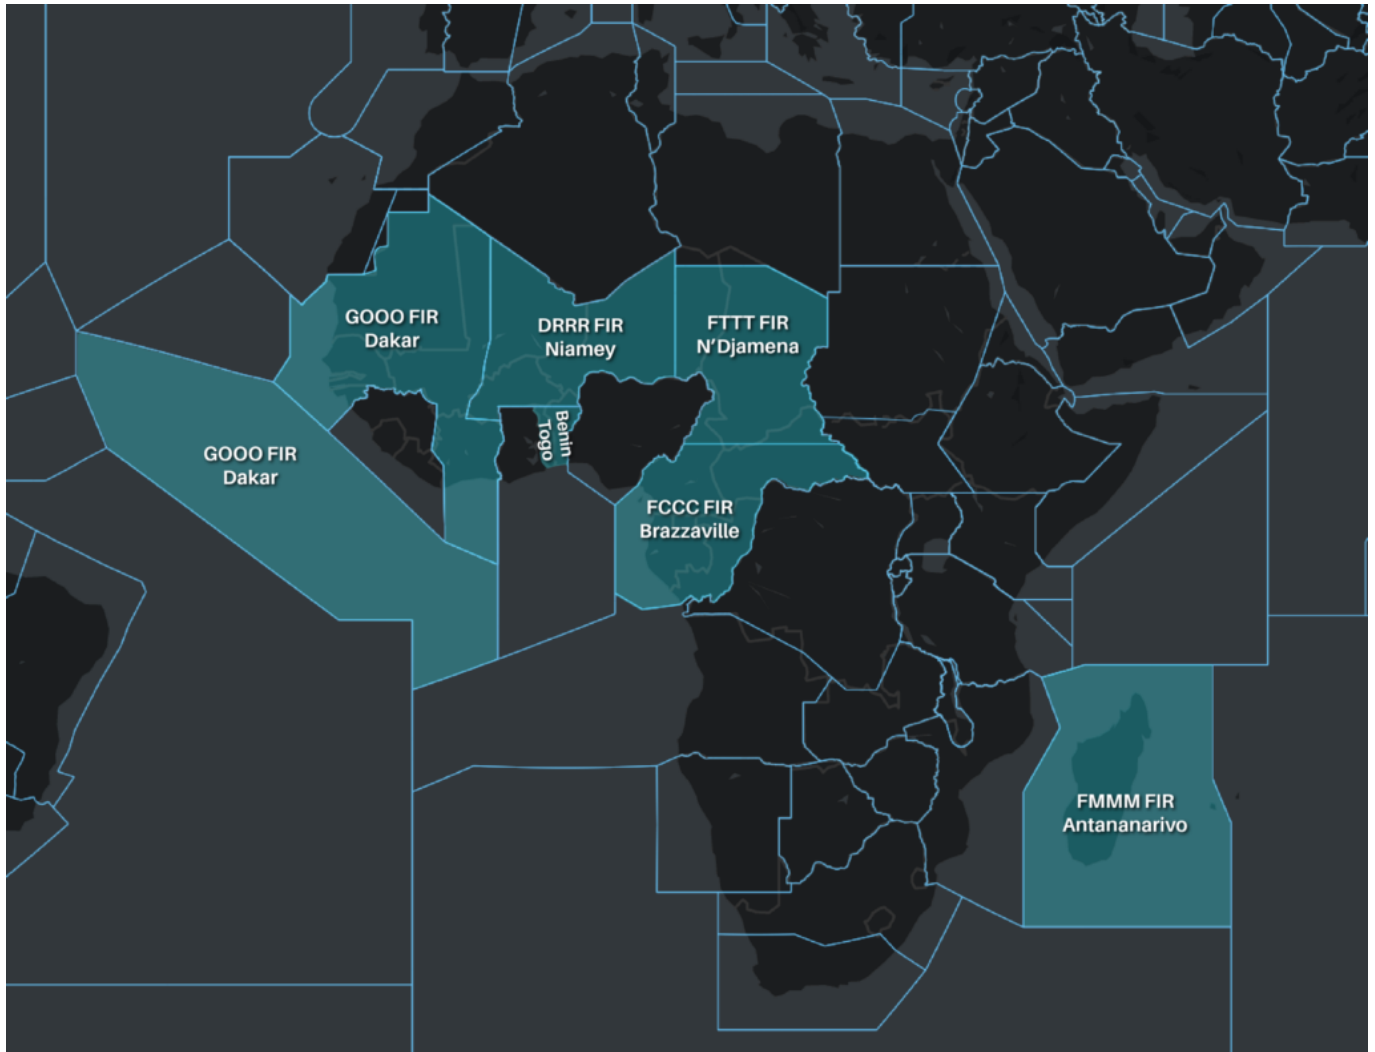 GOOO FIR
Dakar
DRRR FIR
Niamey
FTTT FIR
N'Djamena
Benin
Togo
GOOO FIR
Dakar
FCCC FIR
Brazzaville
FMMM FIR
Antananarivo